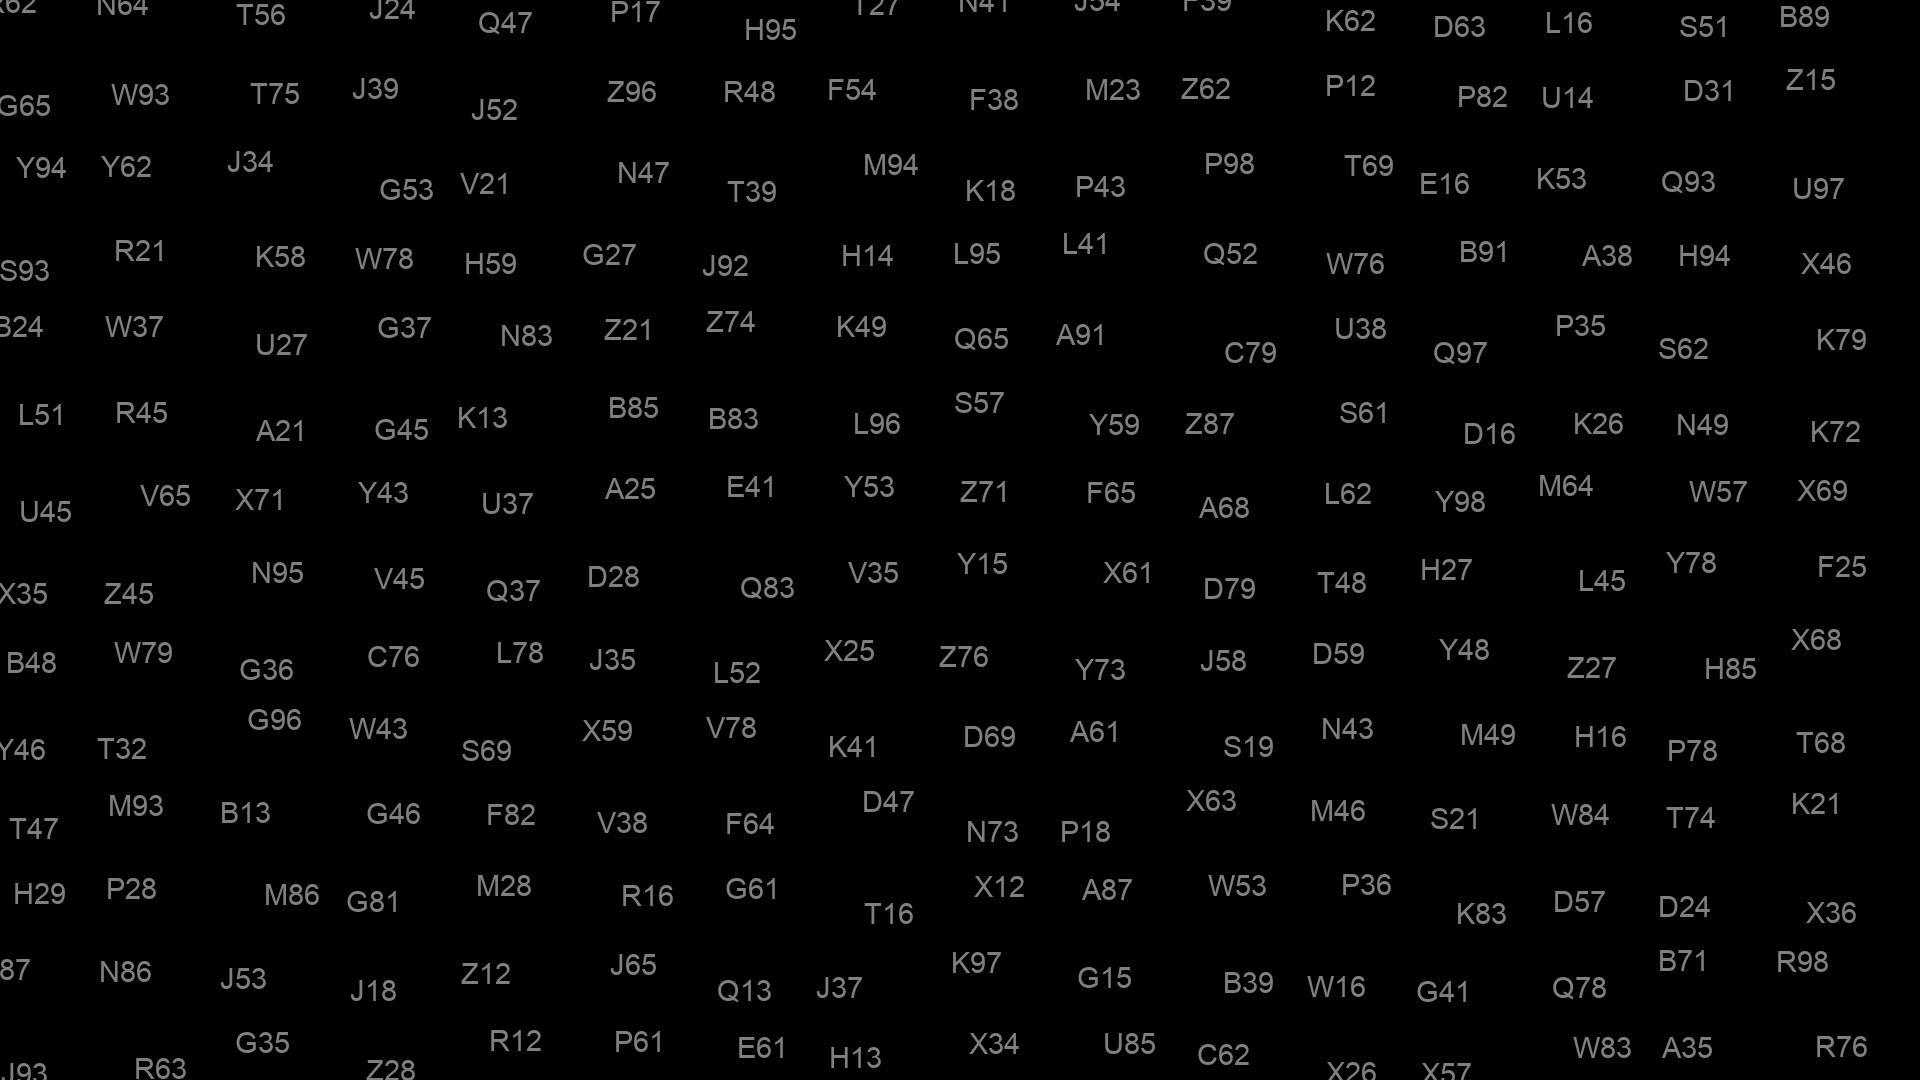 N64 T56 J24 Q47 P17 H95 T27 N41 J54 F39 K62 D63 L16 S51 B89
G65 W93 T75 J39 J52 Z96 R48 F54 F38 M23 Z62 P12 P82 U14 D31 Z15
Y94 Y62 J34 G53 V21 N47 T39 M94 K18 P43 P98 T69 E16 K53 Q93 U97
S93 R21 K58 W78 H59 G27 J92 H14 L95 L41 Q52 W76 B91 A38 H94 X46
B24 W37 U27 G37 N83 Z21 Z74 K49 Q65 A91 C79 U38 Q97 P35 S62 K79
L51 R45 A21 G45 K13 B85 B83 L96 S57 Y59 Z87 S61 D16 K26 N49 K72
U45 V65 X71 Y43 U37 A25 E41 Y53 Z71 F65 A68 L62 Y98 M64 W57 X69
X35 Z45 N95 V45 Q37 D28 Q83 V35 Y15 X61 D79 T48 H27 L45 Y78 F25
B48 W79 G36 C76 L78 J35 L52 X25 Z76 Y73 J58 D59 Y48 Z27 H85 X68
Y46 T32 G96 W43 S69 X59 V78 K41 D69 A61 S19 N43 M49 H16 P78 T68
T47 M93 B13 G46 F82 V38 F64 D47 N73 P18 X63 M46 S21 W84 T74 K21
H29 P28 M86 G81 M28 R16 G61 T16 X12 A87 W53 P36 K83 D57 D24 X36
87 N86 J53 J18 Z12 J65 Q13 J37 K97 G15 B39 W16 G41 Q78 B71 R98
J93 R63 G35 Z28 R12 P61 E61 H13 X34 U85 C62 X26 X57 W83 A35 R76